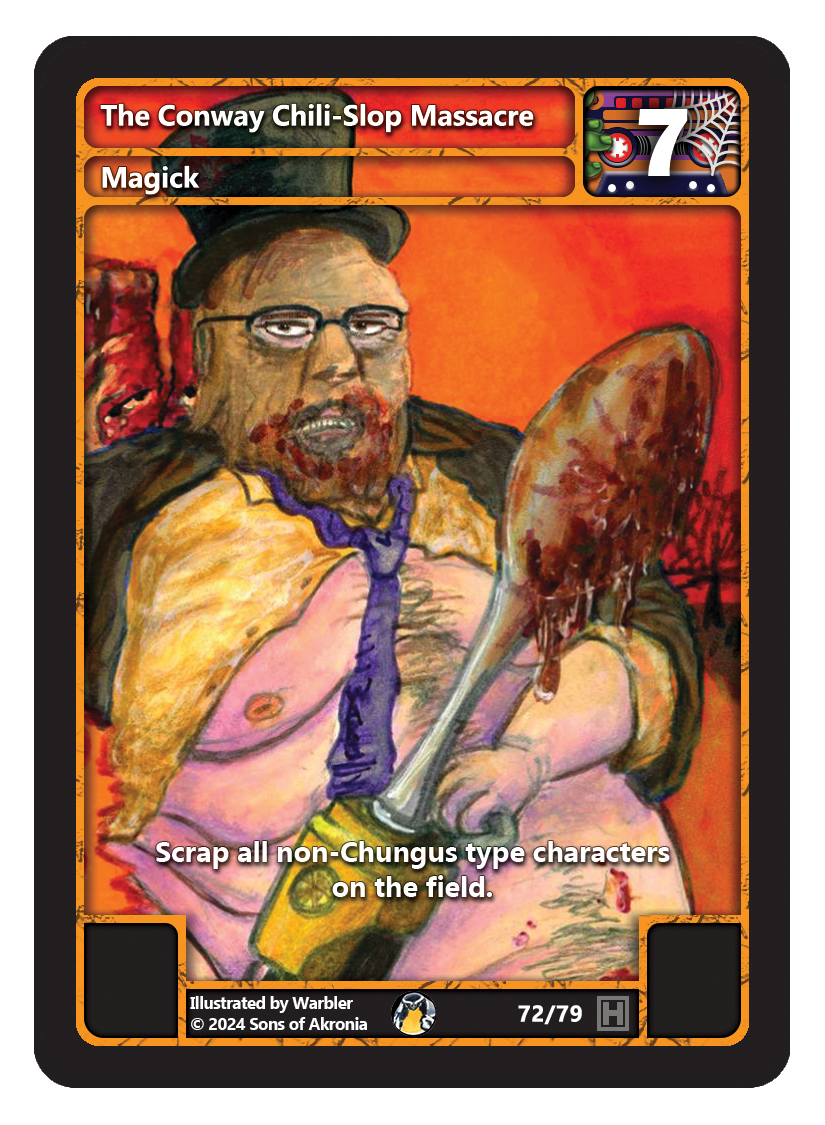 The Conway Chili-Slop Massacre
7
Magick
Scrap all non-Chungus type characters
on the field.
Illustrated by Warbler
© 2024 Sons of Akronia
72/79
H